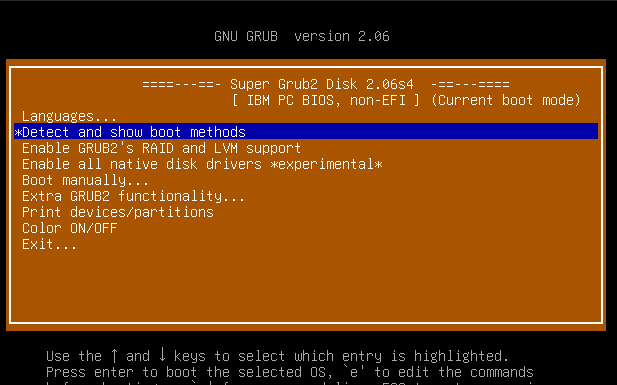 GNU GRUB version 2.06
====---==- Super Grub2 Disk 2.06s4 -==---====
[ IBM PC BIOS, non-EFI ] (Current boot mode)
Languages...
*Detect and show boot methods
Enable GRUB2's RAID and LVM support
Enable all native disk drivers *experimental*
Boot manually...
Extra GRUB2 functionality...
Print devices/partitions
Color ON/OFF
Exit...
Use the ↑ and ↓ keys to select which entry is highlighted.
Press enter to boot the selected OS, `e' to edit the commands